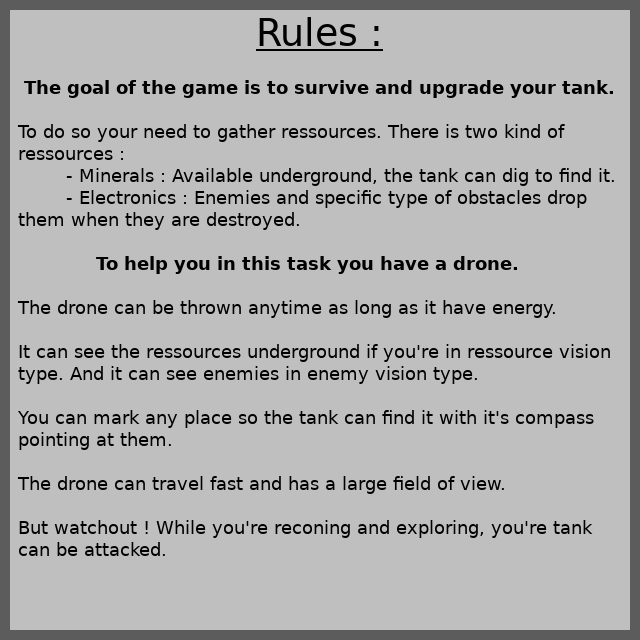 Rules :
The goal of the game is to survive and upgrade your tank.
To do so your need to gather ressources. There is two kind of
ressources :
- Minerals : Available underground, the tank can dig to find it.
- Electronics : Enemies and specific type of obstacles drop
them when they are destroyed.
To help you in this task you have a drone.
The drone can be thrown anytime as long as it have energy.
It can see the ressources underground if you're in ressource vision
type. And it can see enemies in enemy vision type.
You can mark any place so the tank can find it with it's compass
pointing at them.
The drone can travel fast and has a large field of view.
But watchout ! While you're reconing and exploring, you're tank
can be attacked.